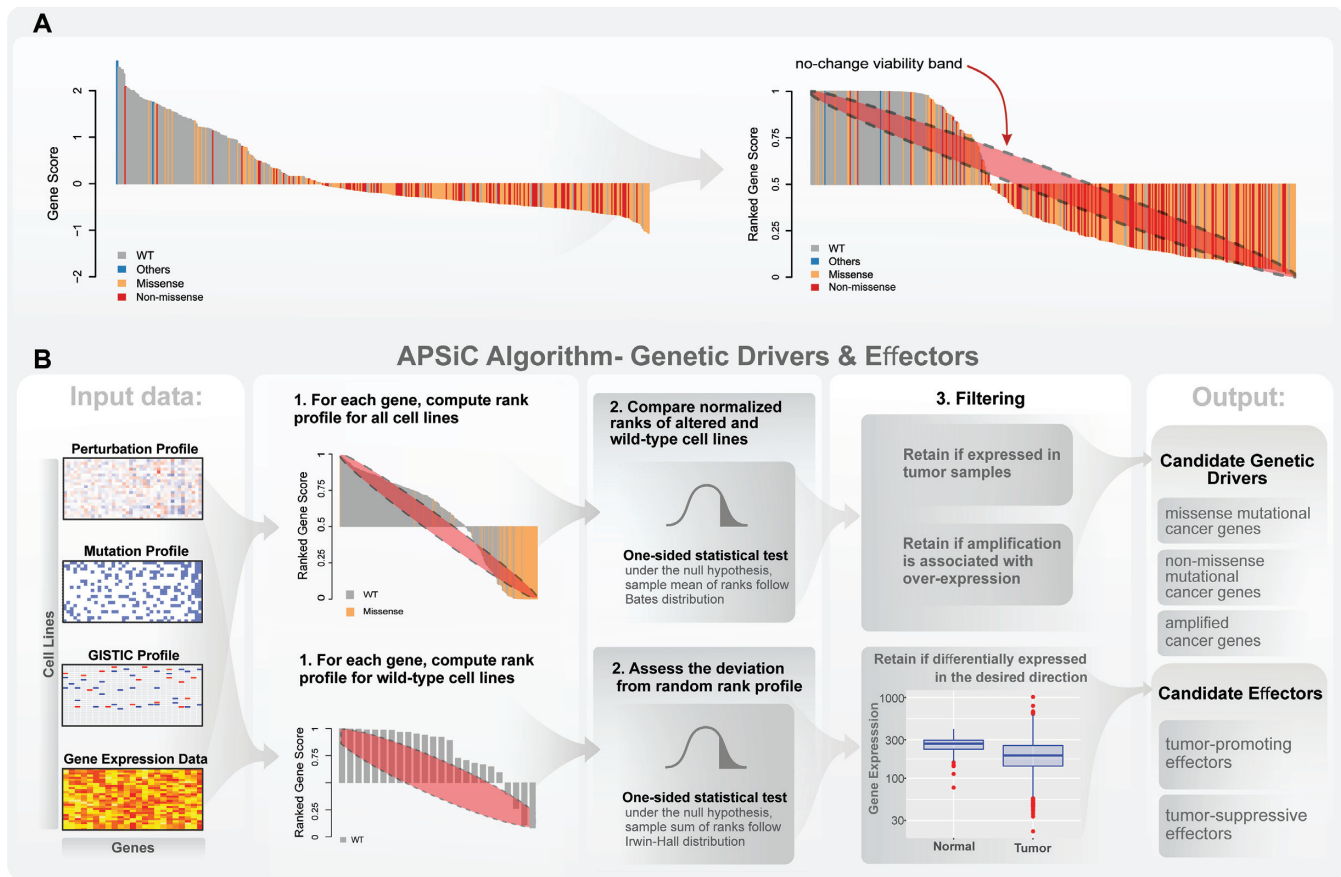 A
no-change viability band
Gene Score
2
1
0
−1
−2
WT
Others
Missense
Non-missense
Ranked Gene Score
1
0.75
0.5
0.25
0
WT
Others
Missense
Non-missense
B
APSiC Algorithm- Genetic Drivers & Effectors
Input data:
Perturbation Profile
Mutation Profile
GISTIC Profile
Gene Expression Data
Cell Lines
Genes
1. For each gene, compute rank
profile for all cell lines
Ranked Gene Score
1
0.75
0.5
0.25
0
WT
Missense
1. For each gene, compute rank
profile for wild-type cell lines
Ranked Gene Score
1
0.75
0.5
0.25
0
WT
2. Compare normalized
ranks of altered and
wild-type cell lines
One-sided statistical test
under the null hypothesis,
sample mean of ranks follow
Bates distribution
2. Assess the deviation
from random rank profile
One-sided statistical test
under the null hypothesis,
sample sum of ranks follow
Irwin-Hall distribution
3. Filtering
Retain if expressed in
tumor samples
Retain if amplification
is associated with
over-expression
Retain if differentially expressed
in the desired direction
Gene Expresssion
1000
300
100
30
Normal
Tumor
Output:
Candidate Genetic
Drivers
missense mutational
cancer genes
non-missense
mutational
cancer genes
amplified
cancer genes
Candidate Effectors
tumor-promoting
effectors
tumor-suppressive
effectors